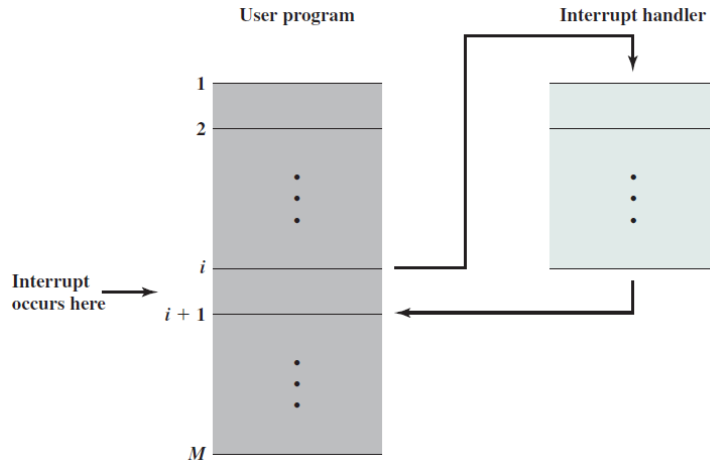 User program
Interrupt handler
1
2
i
Interrupt
occurs here
i + 1
M